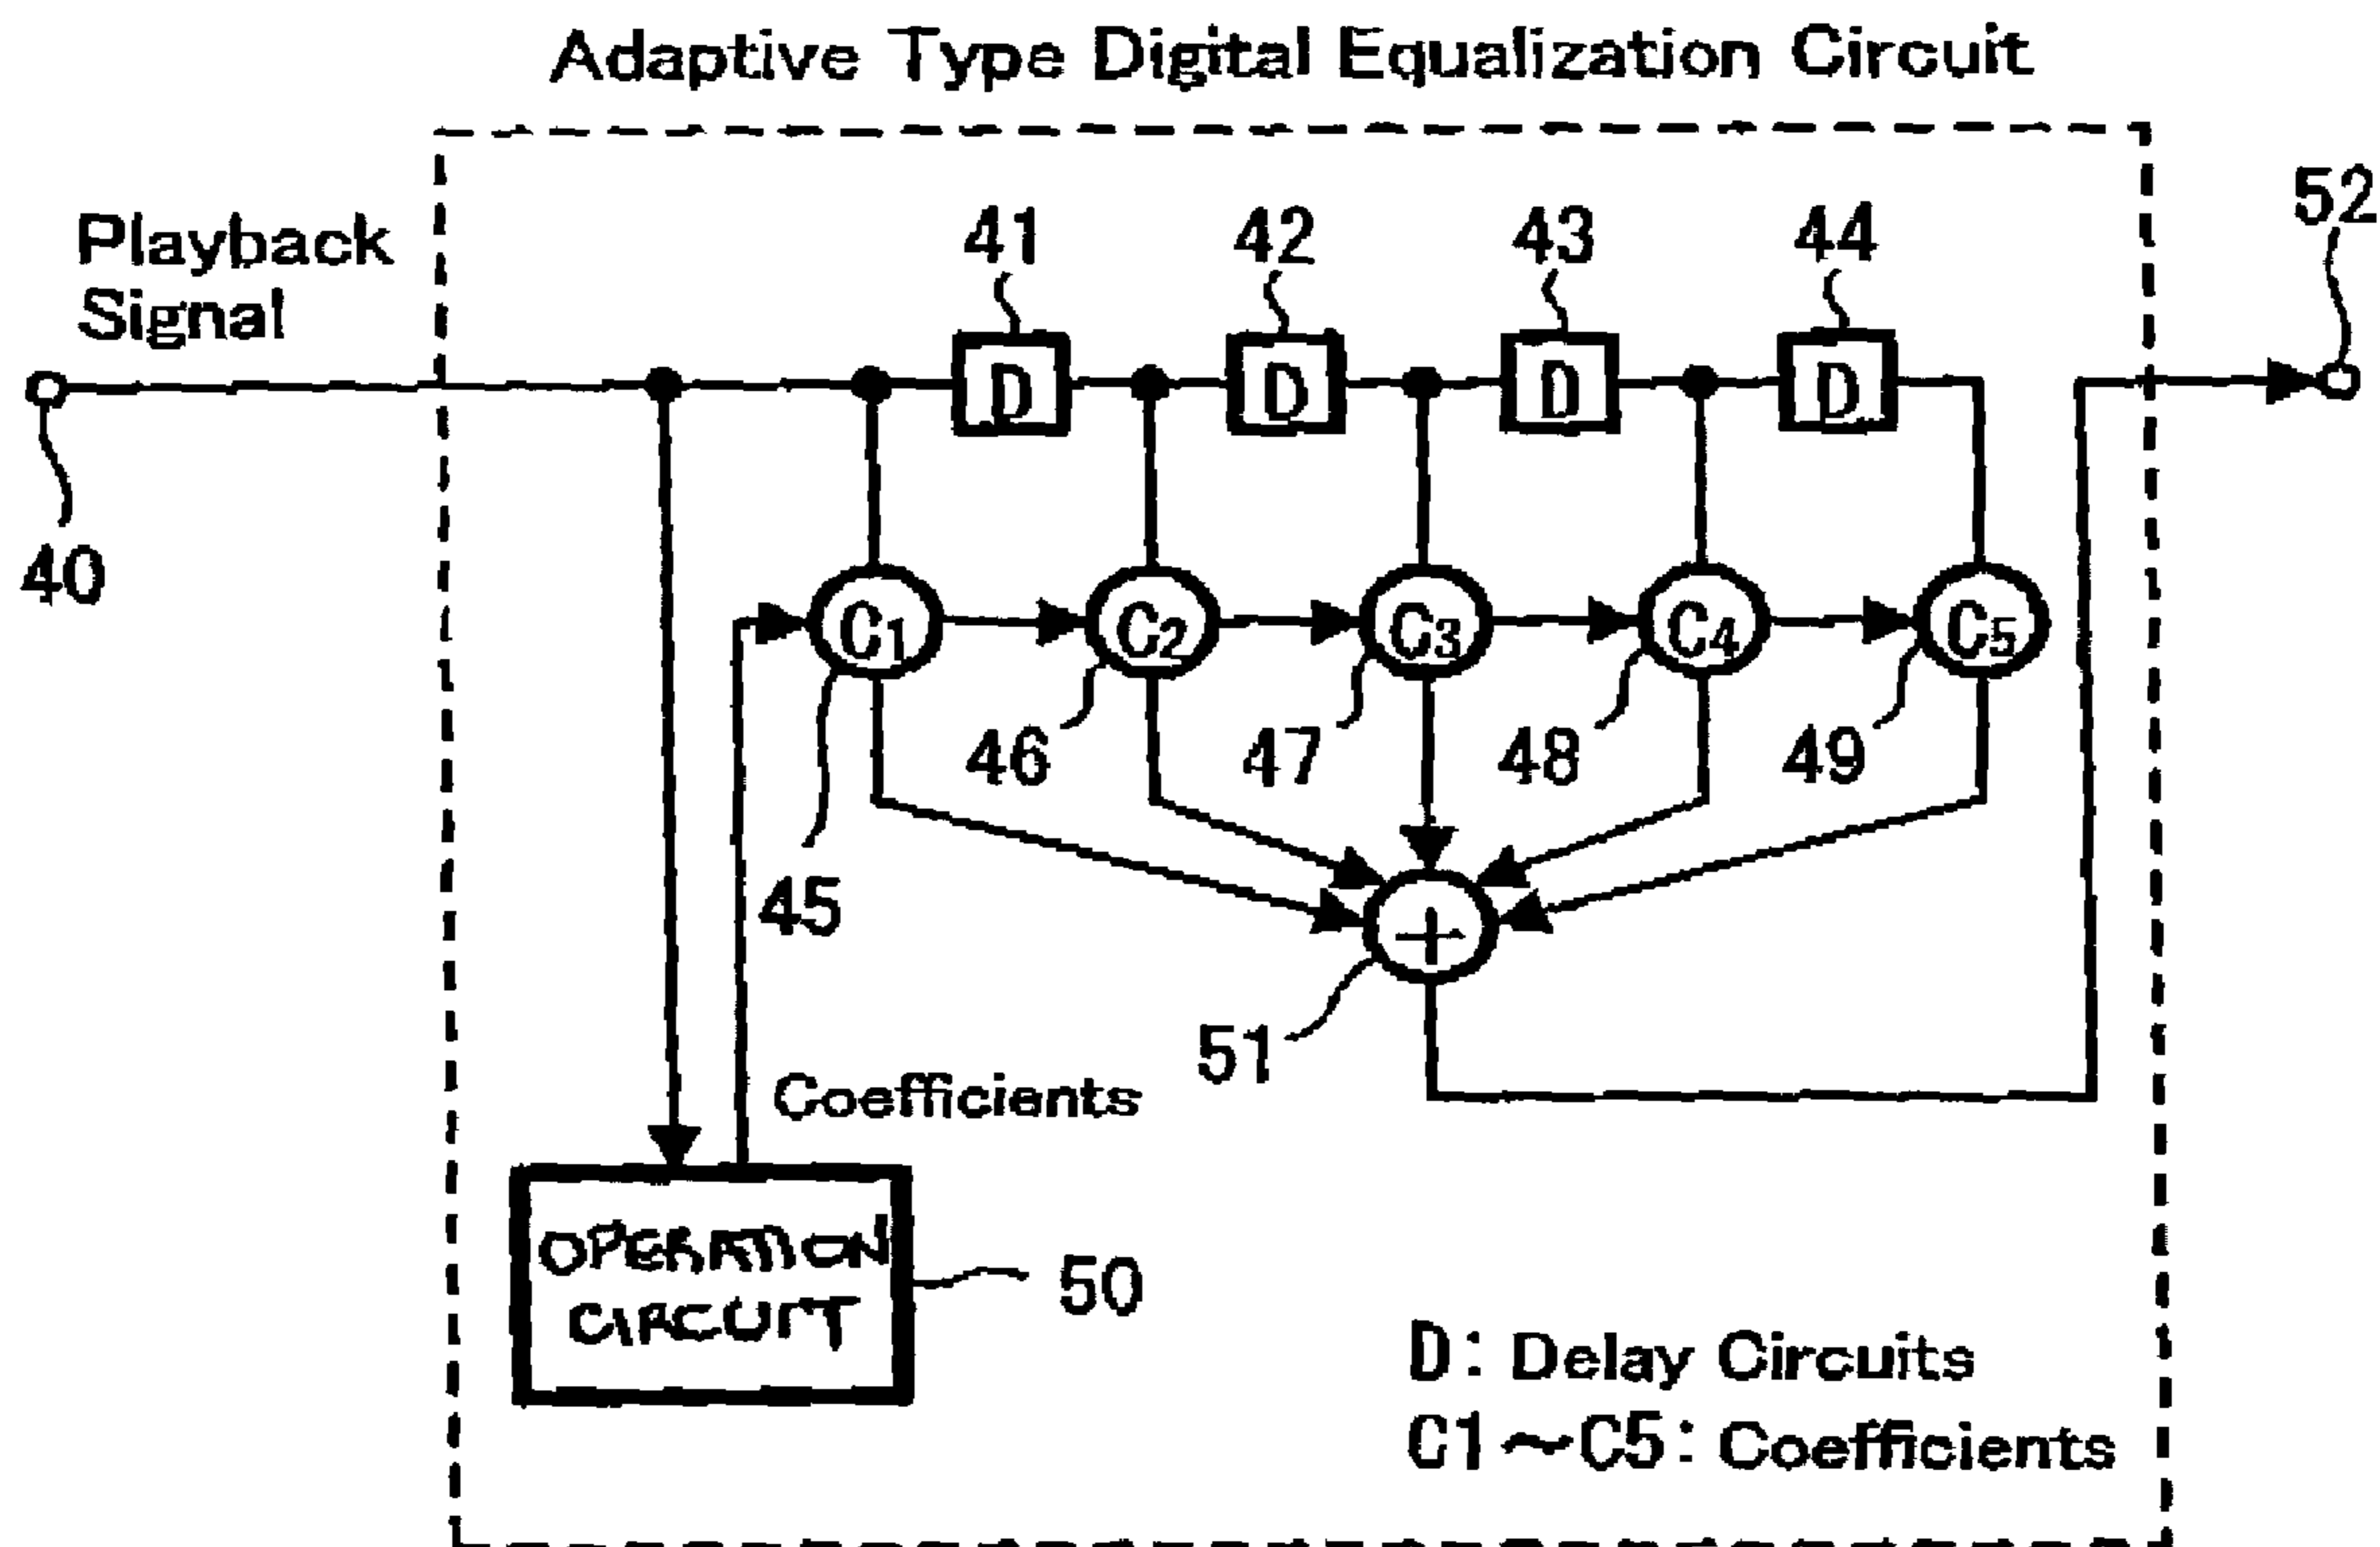 Adaptive Type Digital Equalization Circuit
52
41 42 43 44
Playback
Signal
D D D D
40
C1 C2 C3 C4 C5
46 47 48 49
45
51
Coefficients
OPERATION
CIRCUIT
50
D: Delay Circuits
C1~C5: Coefficients